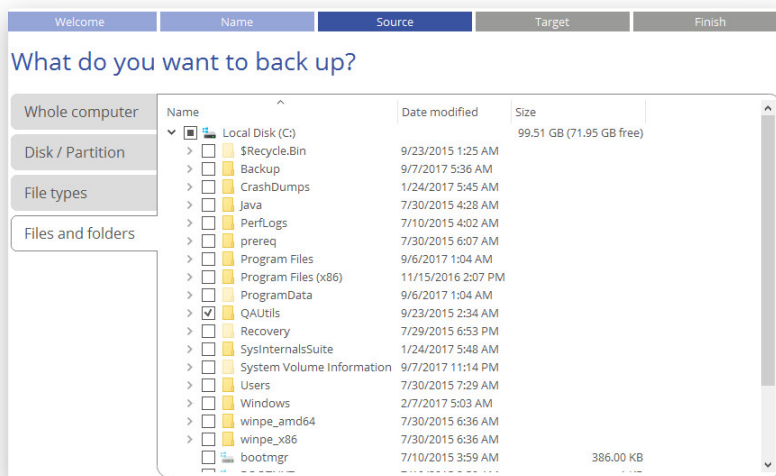 Welcome Name Source Target Finish
What do you want to back up?
Whole computer
Disk / Partition
File types
Files and folders
Name Date modified Size
Local Disk (C:) 99.51 GB (71.95 GB free)
$Recycle.Bin 9/23/2015 1:25 AM
Backup 9/7/2017 5:36 AM
CrashDumps 1/24/2017 5:45 AM
Java 7/30/2015 4:28 AM
PerfLogs 7/10/2015 4:02 AM
prereq 7/30/2015 6:07 AM
Program Files 9/6/2017 1:04 AM
Program Files (x86) 11/15/2016 2:07 PM
ProgramData 9/6/2017 1:04 AM
QAUtils 9/23/2015 2:34 AM
Recovery 7/29/2015 6:53 PM
SysInternalsSuite 1/24/2017 5:48 AM
System Volume Information 9/7/2017 11:14 PM
Users 7/30/2015 7:29 AM
Windows 2/7/2017 5:03 AM
winpe_amd64 7/30/2015 6:36 AM
winpe_x86 7/30/2015 6:36 AM
bootmgr 7/10/2015 3:59 AM 386.00 KB